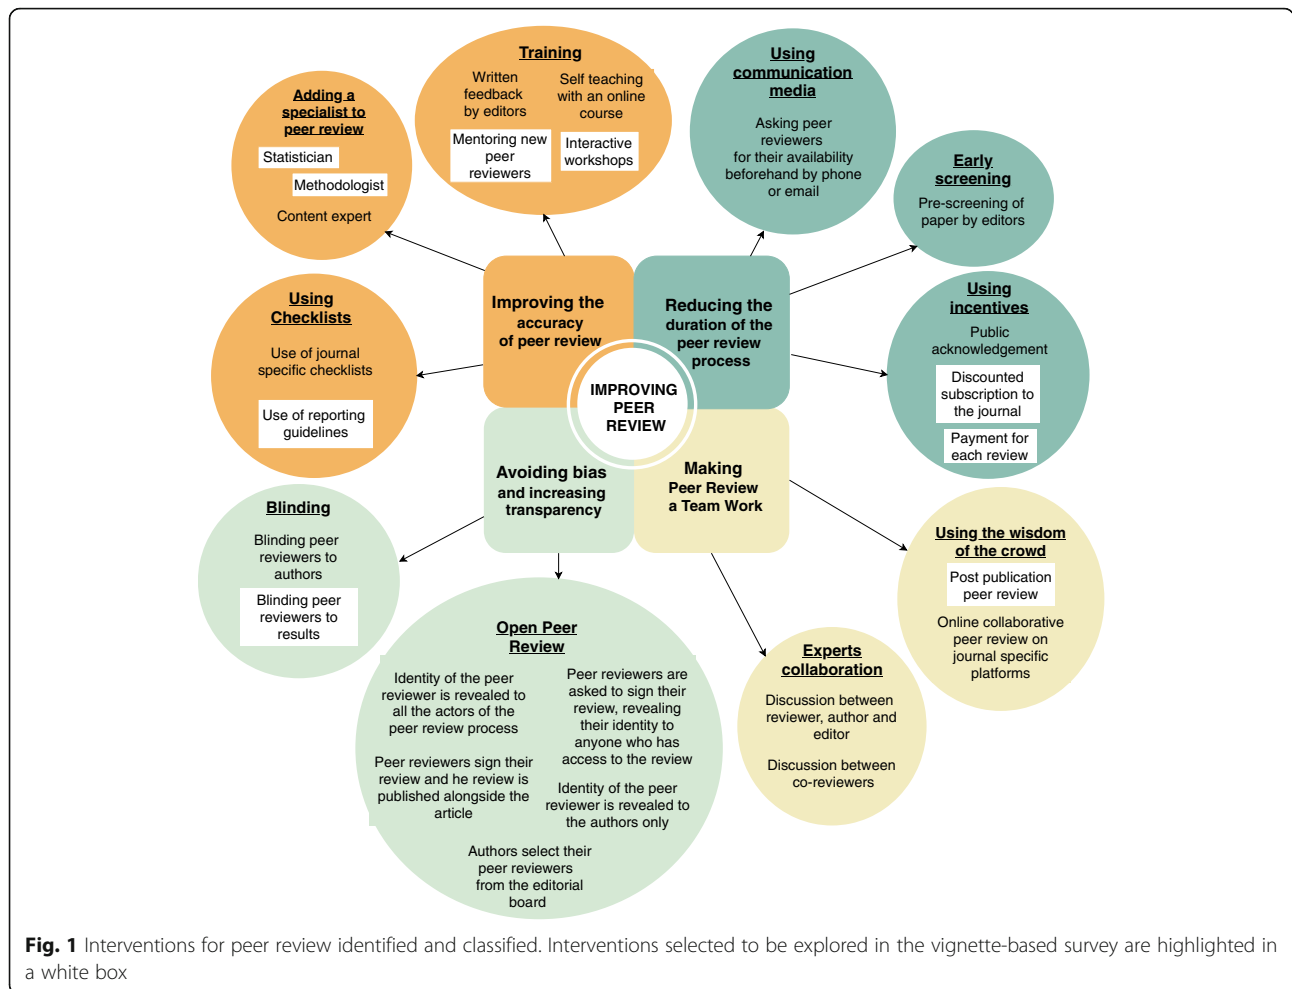 Training
Written
feedback
by editors
Self teaching
with an online
course
Mentoring new
peer
reviewers
Interactive
workshops
Using
communication
media
Asking peer
reviewers
for their availability
beforehand by phone
or email
Adding a
specialist to
peer review
Statistician
Methodologist
Content expert
Early
screening
Pre-screening of
paper by editors
Using
Checklists
Use of journal
specific checklists
Use of reporting
guidelines
Improving the
accuracy
of peer review
Reducing the
duration of the
peer review
process
Using
incentives
Public
acknowledgement
Discounted
subscription to
the journal
Payment for
each review
IMPROVING
PEER
REVIEW
Avoiding bias
and increasing
transparency
Making
Peer Review
a Team Work
Blinding
Blinding peer
reviewers to
authors
Blinding peer
reviewers to
results
Using the wisdom
of the crowd
Post publication
peer review
Online collaborative
peer review on
journal specific
platforms
Open Peer
Review
Identity of the peer
reviewer is revealed to
all the actors of the
peer review process
Peer reviewers are
asked to sign their
review, revealing
their identity to
anyone who has
access to the review
Peer reviewers sign their
review and he review is
published alongside the
article
Identity of the peer
reviewer is revealed to
the authors only
Authors select their
peer reviewers
from the editorial
board
Experts
collaboration
Discussion between
reviewer, author and
editor
Discussion between
co-reviewers
Fig. 1 Interventions for peer review identified and classified. Interventions selected to be explored in the vignette-based survey are highlighted in
a white box